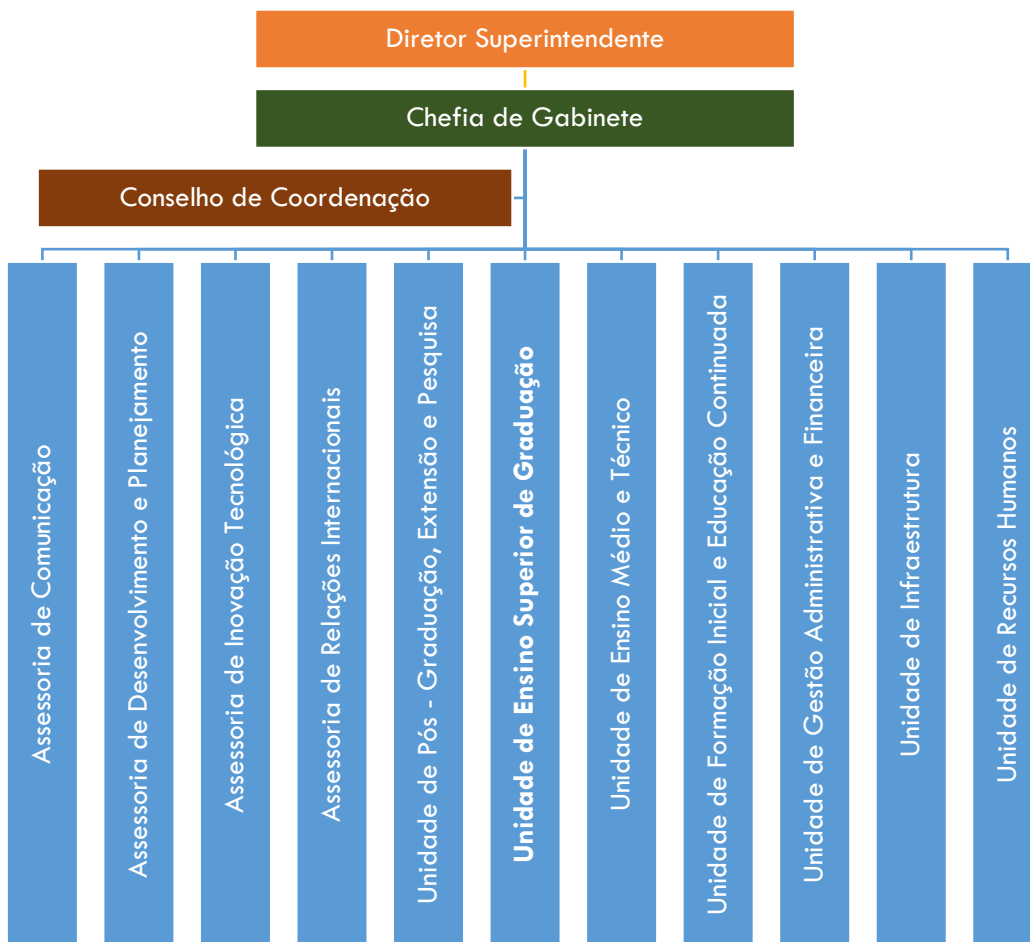 Diretor Superintendente
Chefia de Gabinete
Conselho de Coordenação
Assessoria de Comunicação
Assessoria de Desenvolvimento e Planejamento
Assessoria de Inovação Tecnológica
Assessoria de Relações Internacionais
Unidade de Pós - Graduação, Extensão e Pesquisa
Unidade de Ensino Superior de Graduação
Unidade de Ensino Médio e Técnico
Unidade de Formação Inicial e Educação Continuada
Unidade de Gestão Administrativa e Financeira
Unidade de Infraestrutura
Unidade de Recursos Humanos